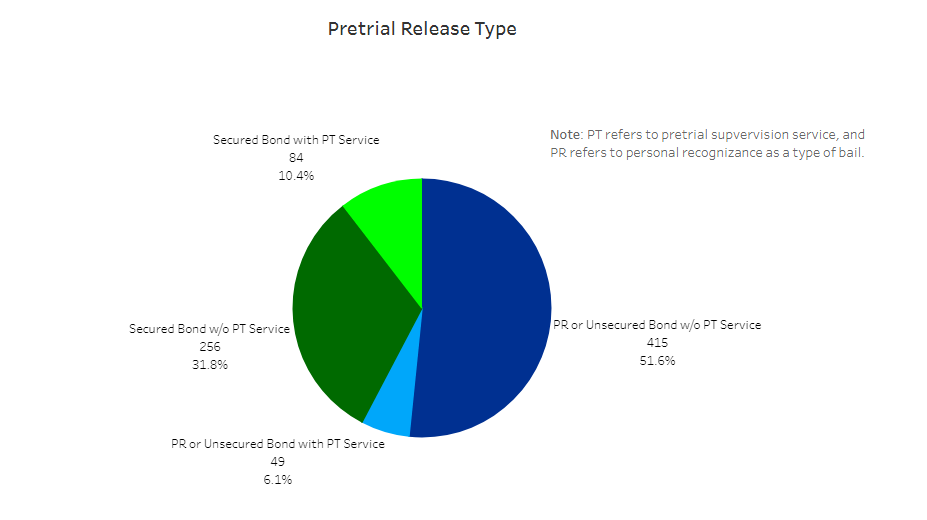 Pretrial Release Type
Note: PT refers to pretrial supvervision service, and
PR refers to personal recognizance as a type of bail.
Secured Bond with PT Service
84
10.4%
Secured Bond w/o PT Service
256
31.8%
PR or Unsecured Bond w/o PT Service
415
51.6%
PR or Unsecured Bond with PT Service
49
6.1%